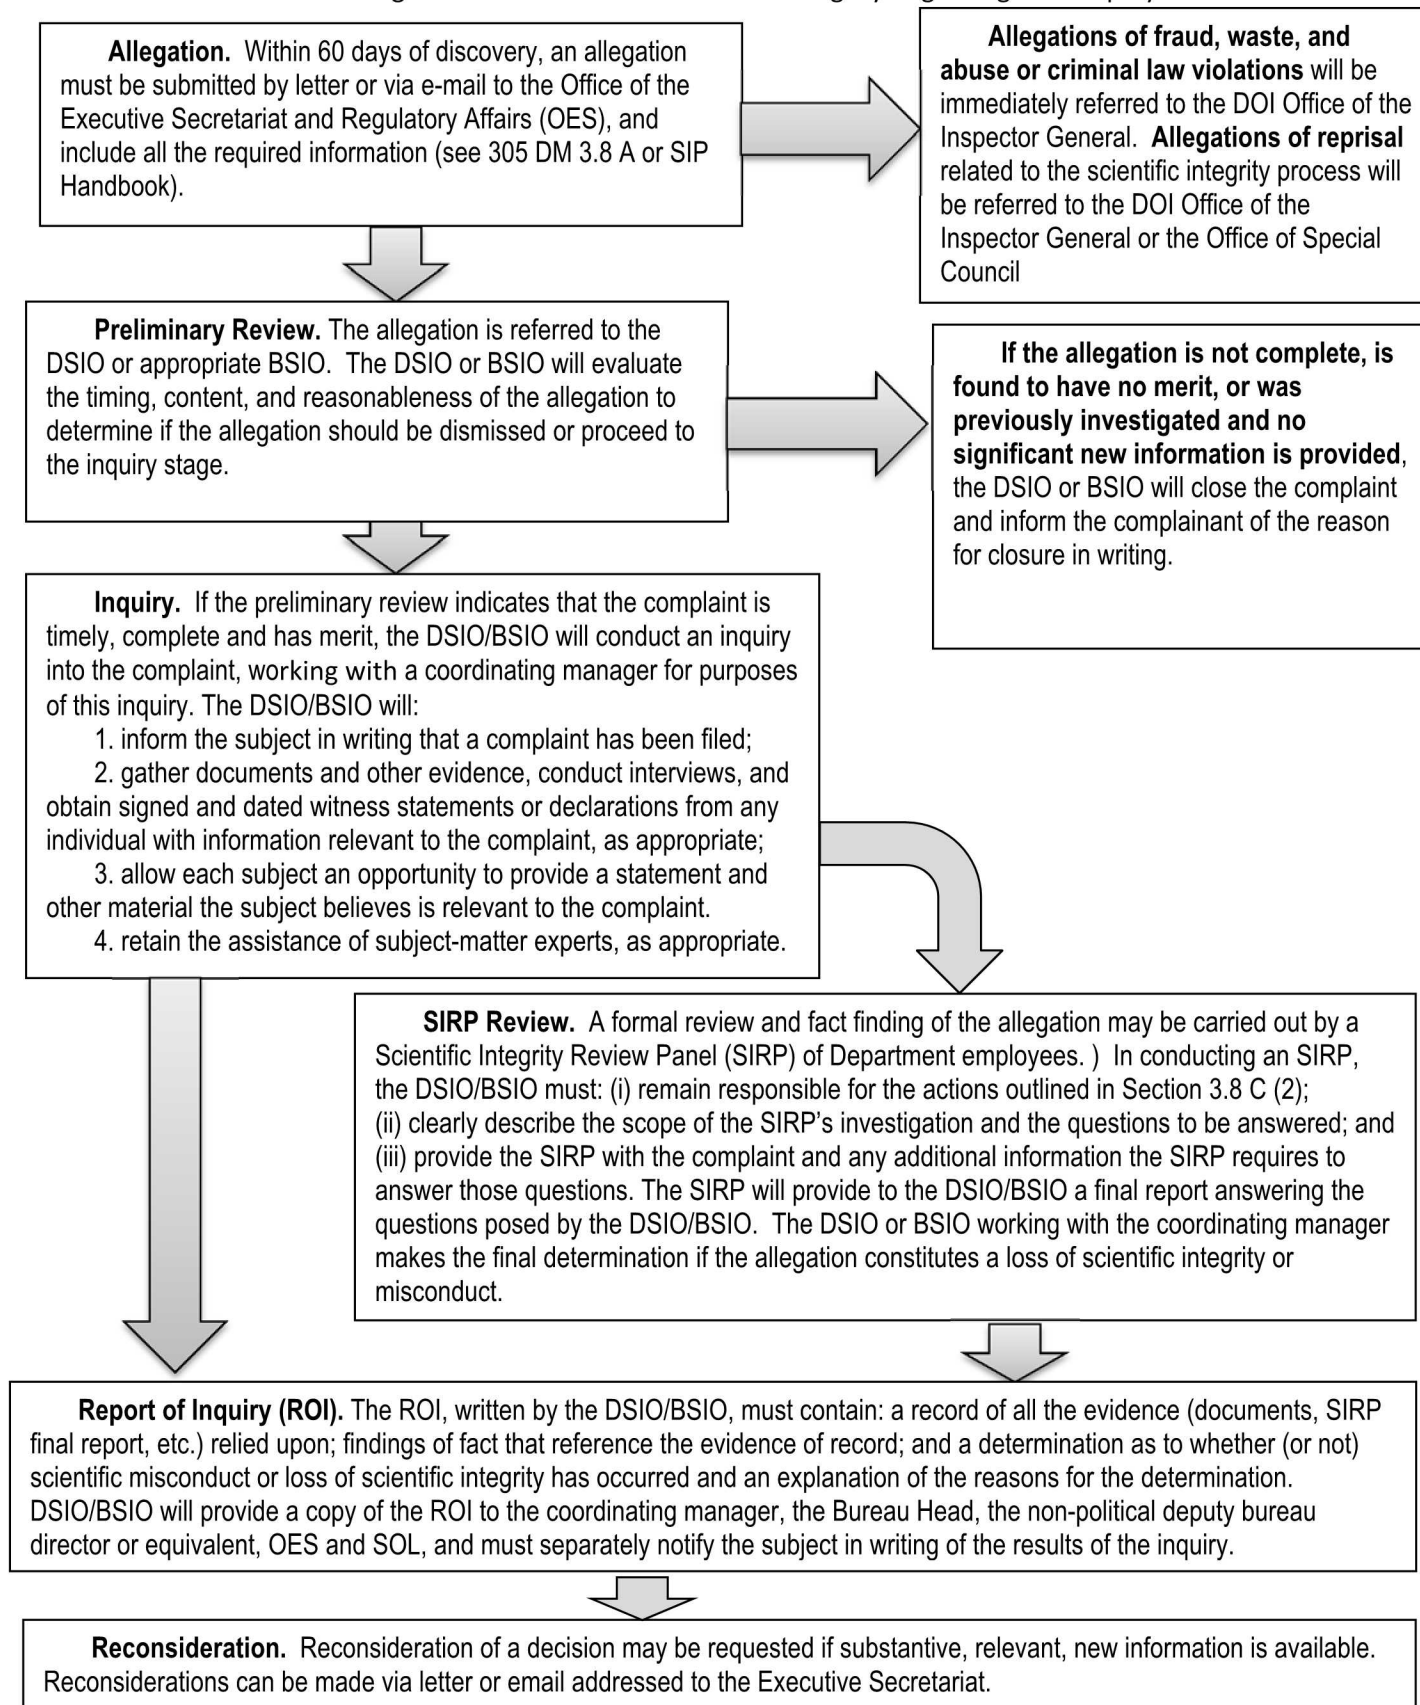 Allegation. Within 60 days of discovery, an allegation
must be submitted by letter or via e-mail to the Office of the
Executive Secretariat and Regulatory Affairs (OES), and
include all the required information (see 305 DM 3.8 A or SIP
Handbook).
Allegations of fraud, waste, and
abuse or criminal law violations will be
immediately referred to the DOI Office of the
Inspector General. Allegations of reprisal
related to the scientific integrity process will
be referred to the DOI Office of the
Inspector General or the Office of Special
Council
Preliminary Review. The allegation is referred to the
DSIO or appropriate BSIO. The DSIO or BSIO will evaluate
the timing, content, and reasonableness of the allegation to
determine if the allegation should be dismissed or proceed to
the inquiry stage.
If the allegation is not complete, is
found to have no merit, or was
previously investigated and no
significant new information is provided,
the DSIO or BSIO will close the complaint
and inform the complainant of the reason
for closure in writing.
Inquiry. If the preliminary review indicates that the complaint is
timely, complete and has merit, the DSIO/BSIO will conduct an inquiry
into the complaint, working with a coordinating manager for purposes
of this inquiry. The DSIO/BSIO will:
1. inform the subject in writing that a complaint has been filed;
2. gather documents and other evidence, conduct interviews, and
obtain signed and dated witness statements or declarations from any
individual with information relevant to the complaint, as appropriate;
3. allow each subject an opportunity to provide a statement and
other material the subject believes is relevant to the complaint.
4. retain the assistance of subject-matter experts, as appropriate.
SIRP Review. A formal review and fact finding of the allegation may be carried out by a
Scientific Integrity Review Panel (SIRP) of Department employees. ) In conducting an SIRP,
the DSIO/BSIO must: (i) remain responsible for the actions outlined in Section 3.8 C (2);
(ii) clearly describe the scope of the SIRP's investigation and the questions to be answered; and
(iii) provide the SIRP with the complaint and any additional information the SIRP requires to
answer those questions. The SIRP will provide to the DSIO/BSIO a final report answering the
questions posed by the DSIO/BSIO. The DSIO or BSIO working with the coordinating manager
makes the final determination if the allegation constitutes a loss of scientific integrity or
misconduct.
Report of Inquiry (ROI). The ROI, written by the DSIO/BSIO, must contain: a record of all the evidence (documents, SIRP
final report, etc.) relied upon; findings of fact that reference the evidence of record; and a determination as to whether (or not)
scientific misconduct or loss of scientific integrity has occurred and an explanation of the reasons for the determination.
DSIO/BSIO will provide a copy of the ROI to the coordinating manager, the Bureau Head, the non-political deputy bureau
director or equivalent, OES and SOL, and must separately notify the subject in writing of the results of the inquiry.
Reconsideration. Reconsideration of a decision may be requested if substantive, relevant, new information is available.
Reconsiderations can be made via letter or email addressed to the Executive Secretariat.